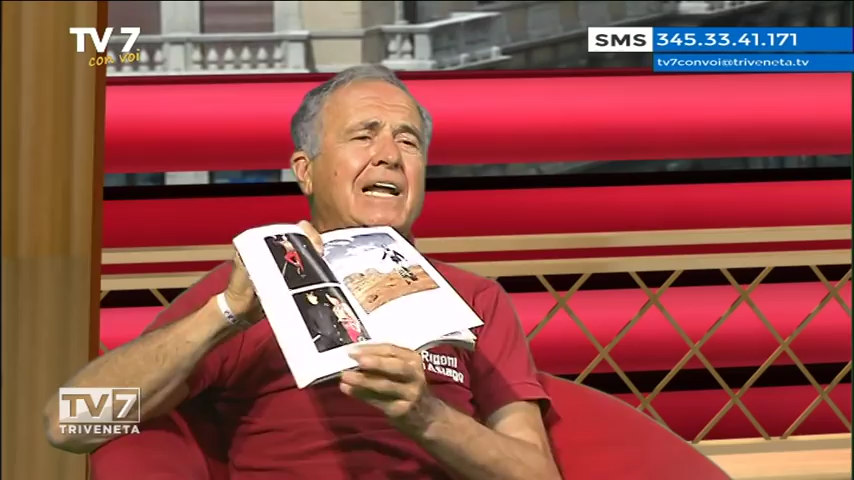 TV7
con voi
SMS 345.33.41.171
tv7convoi@triveneta.tv
Rigoni
Asiago
TV7
TRIVENETA